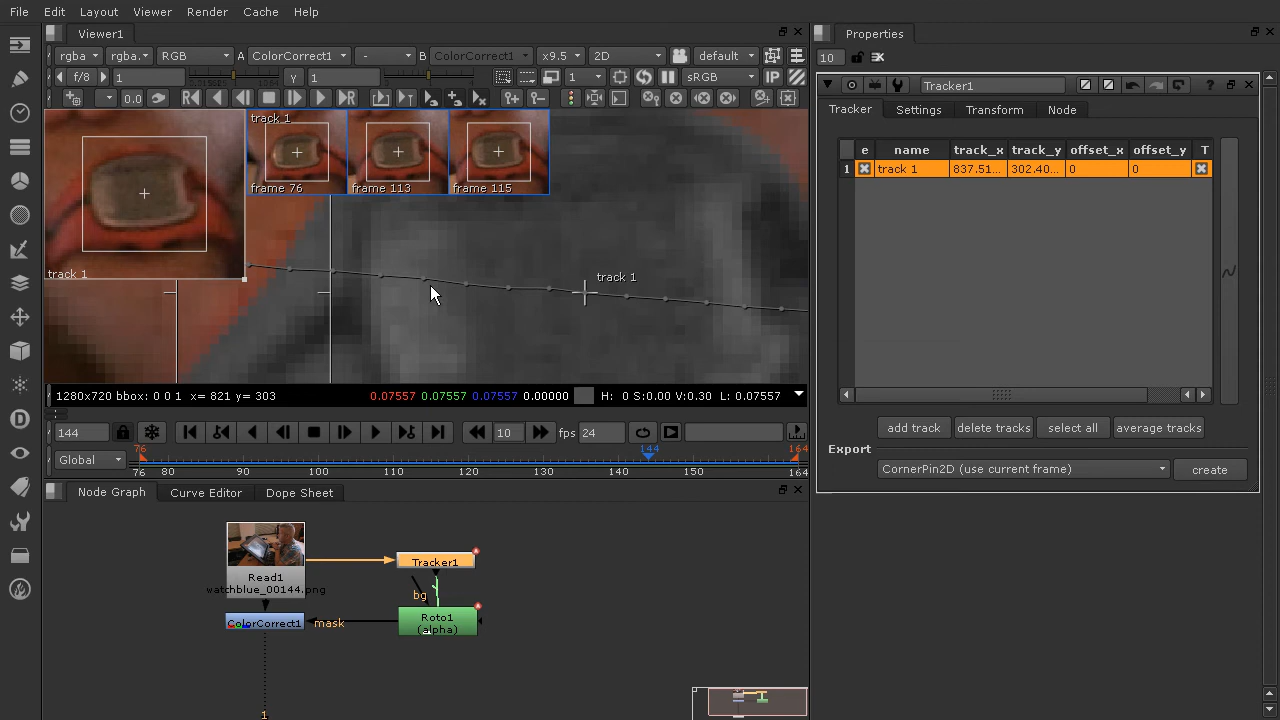 File Edit Layout Viewer Render Cache Help
Viewer1
rgba rgba. RGB A ColorCorrect1 - B ColorCorrect1 x9.5 2D default
f/8 1 Y 1 1 sRGB IP
0.0
track 1
track 1
frame 76 frame 113 frame 115
track 1
1280x720 bbox: 0 0 1 x= 821 y= 303 0.07557 0.07557 0.07557 0.00000 H: 0 S:0.00 V:0.30 L: 0.07557
144 10 fps 24
Global 76 144 164
76 80 90 100 110 120 130 140 150 164
Node Graph Curve Editor Dope Sheet
Read1
watchblue_00144.png
Tracker1
bg
Roto1
(alpha)
ColorCorrect1
mask
1
Properties
10
Tracker1
Tracker Settings Transform Node
e name track_x track_y offset_x offset_y T
1 track 1 837.51... 302.40... 0 0
add track delete tracks select all average tracks
Export
CornerPin2D (use current frame) create